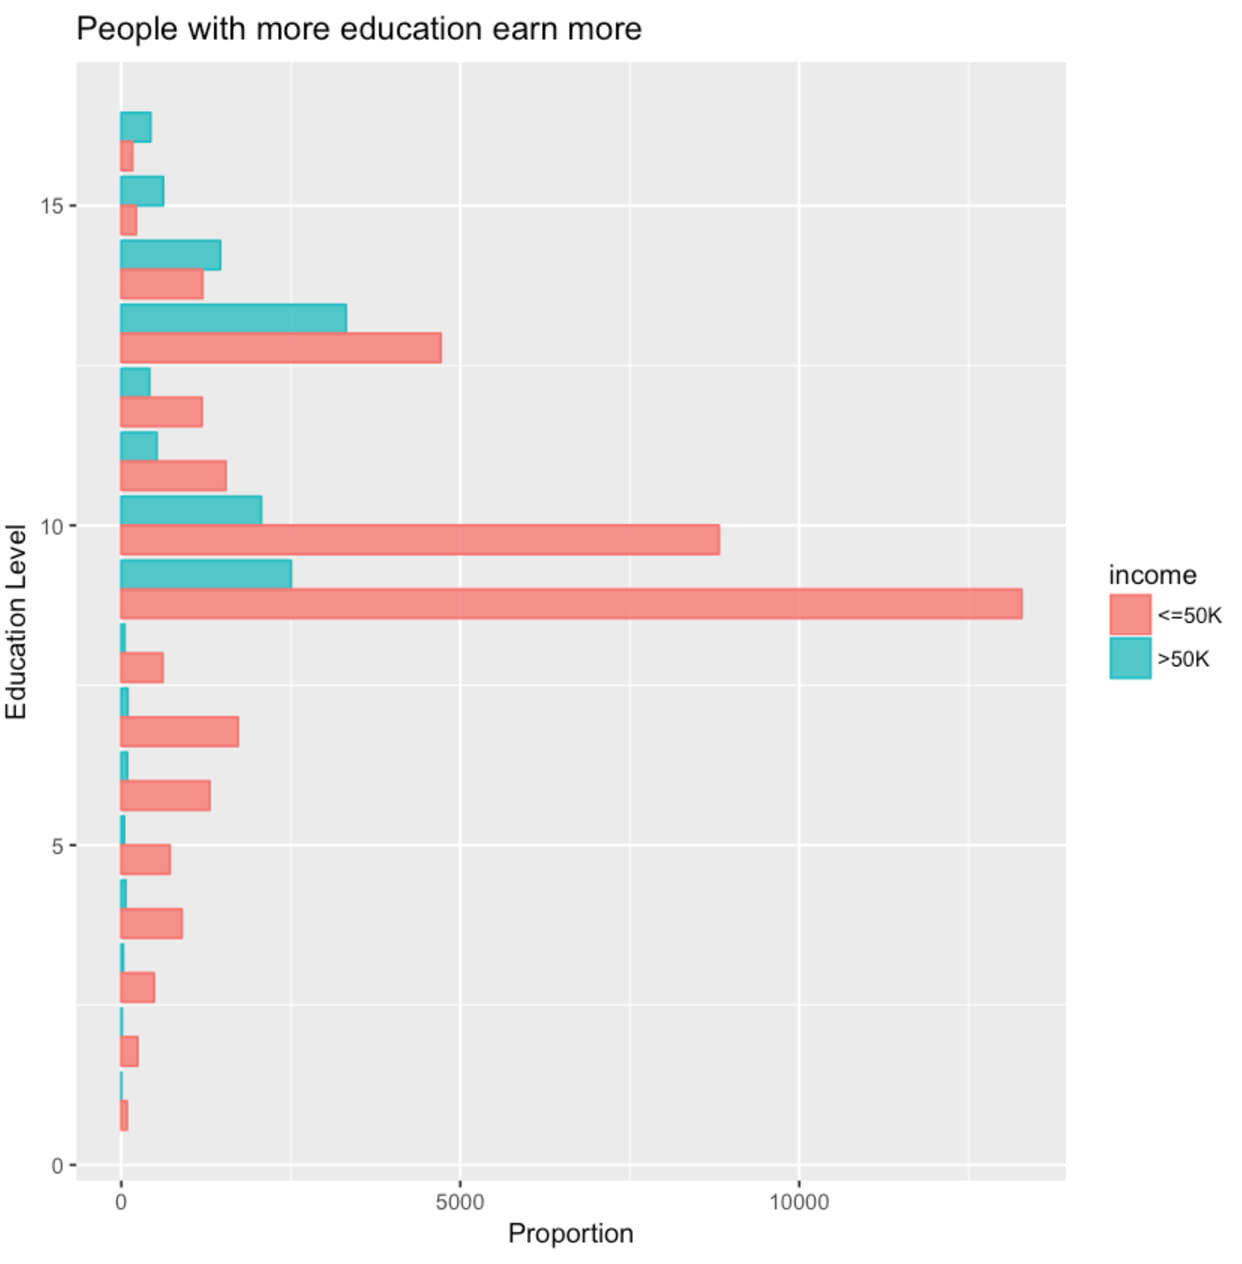 People with more education earn more
15
10
5
0
Education Level
0 5000 10000
Proportion
income
<=50K
>50K